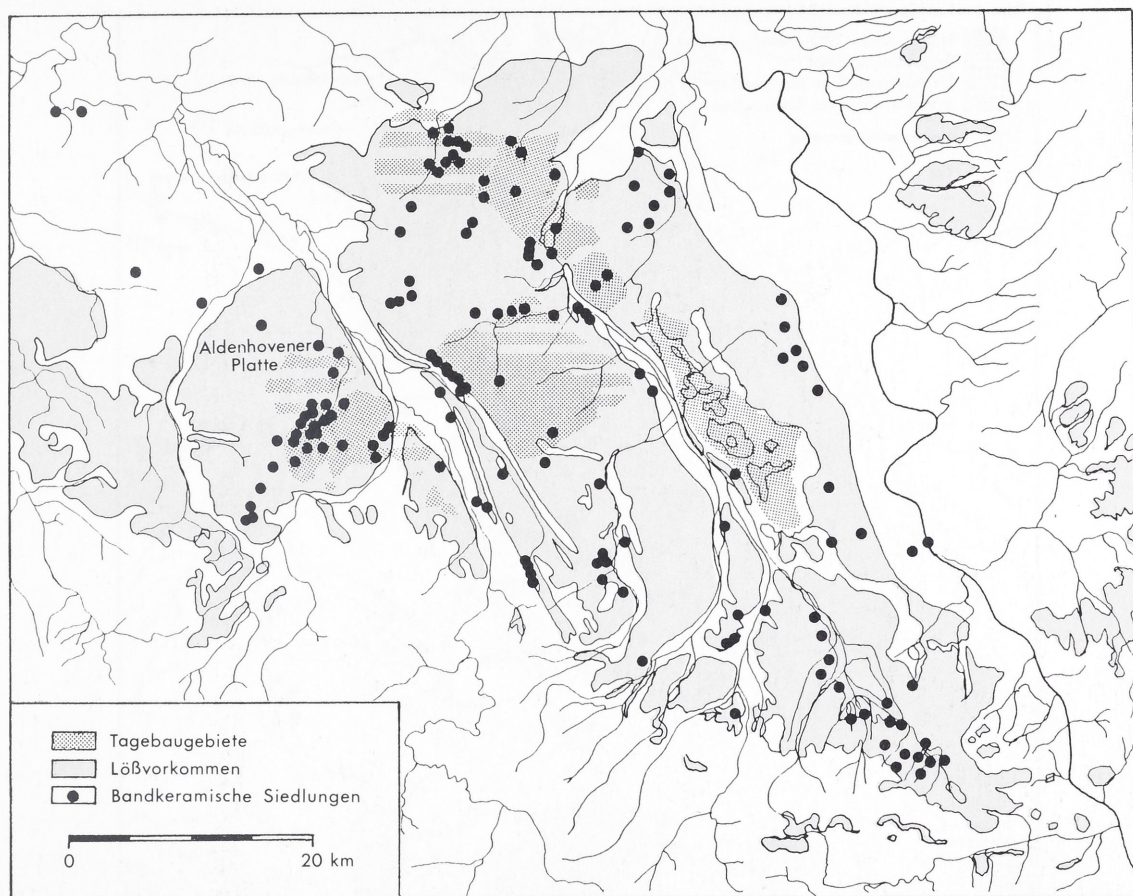 Aldenhovener
Platte
Tagebaugebiete
Lößvorkommen
Bandkeramische Siedlungen
0 20 km